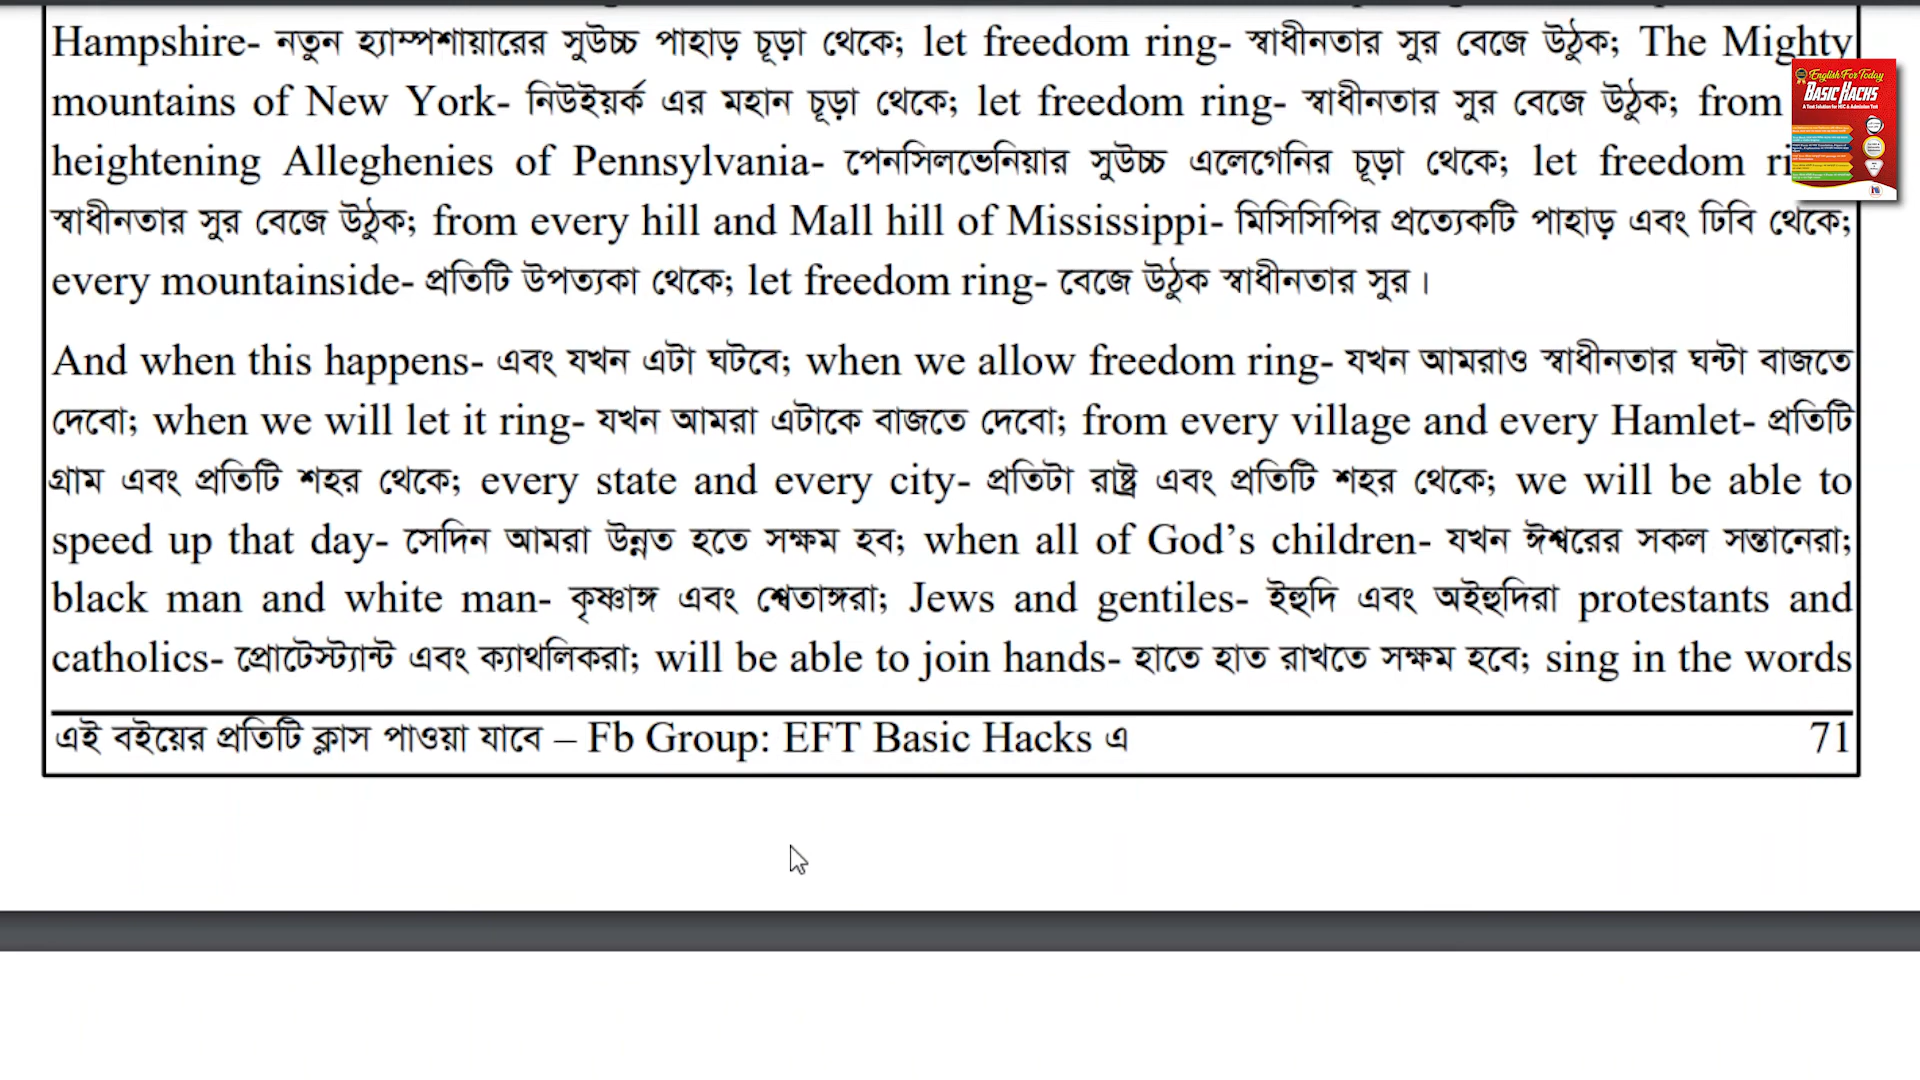 Hampshire- নতুন হ্যাম্পশায়ারের সুউচ্চ পাহাড় চূড়া থেকে; let freedom ring- স্বাধীনতার সুর বেজে উঠুক; The Mighty
English For Today
BASIC HACKS
mountains of New York- নিউইয়র্ক এর মহান চূড়া থেকে; let freedom ring- স্বাধীনতার সুর বেজে উঠুক; from
heightening Alleghenies of Pennsylvania- পেনসিলভেনিয়ার সুউচ্চ এলেগেনির চূড়া থেকে; let freedom
স্বাধীনতার সুর বেজে উঠুক; from every hill and Mall hill of Mississippi- মিসিসিপির প্রত্যেকটি পাহাড় এবং ঢিবি থেকে;
every mountainside- প্রতিটি উপত্যকা থেকে; let freedom ring- বেজে উঠুক স্বাধীনতার সুর।
And when this happens- এবং যখন এটা ঘটবে; when we allow freedom ring- যখন আমরাও স্বাধীনতার ঘন্টা বাজতে
দেবো; when we will let it ring- যখন আমরা এটাকে বাজতে দেবো; from every village and every Hamlet- প্রতিটি
গ্রাম এবং প্রতিটি শহর থেকে; every state and every city- প্রতিটা রাষ্ট্র এবং প্রতিটি শহর থেকে; we will be able to
speed up that day- সেদিন আমরা উন্নত হতে সক্ষম হব; when all of God’s children- যখন ঈশ্বরের সকল সন্তানেরা;
black man and white man- কৃষ্ণাঙ্গ এবং শ্বেতাঙ্গরা; Jews and gentiles- ইহুদি এবং অইহুদিরা protestants and
catholics- প্রোটেস্ট্যান্ট এবং ক্যাথলিকরা; will be able to join hands- হাতে হাত রাখতে সক্ষম হবে; sing in the words
এই বইয়ের প্রতিটি ক্লাস পাওয়া যাবে – Fb Group: EFT Basic Hacks এ 71